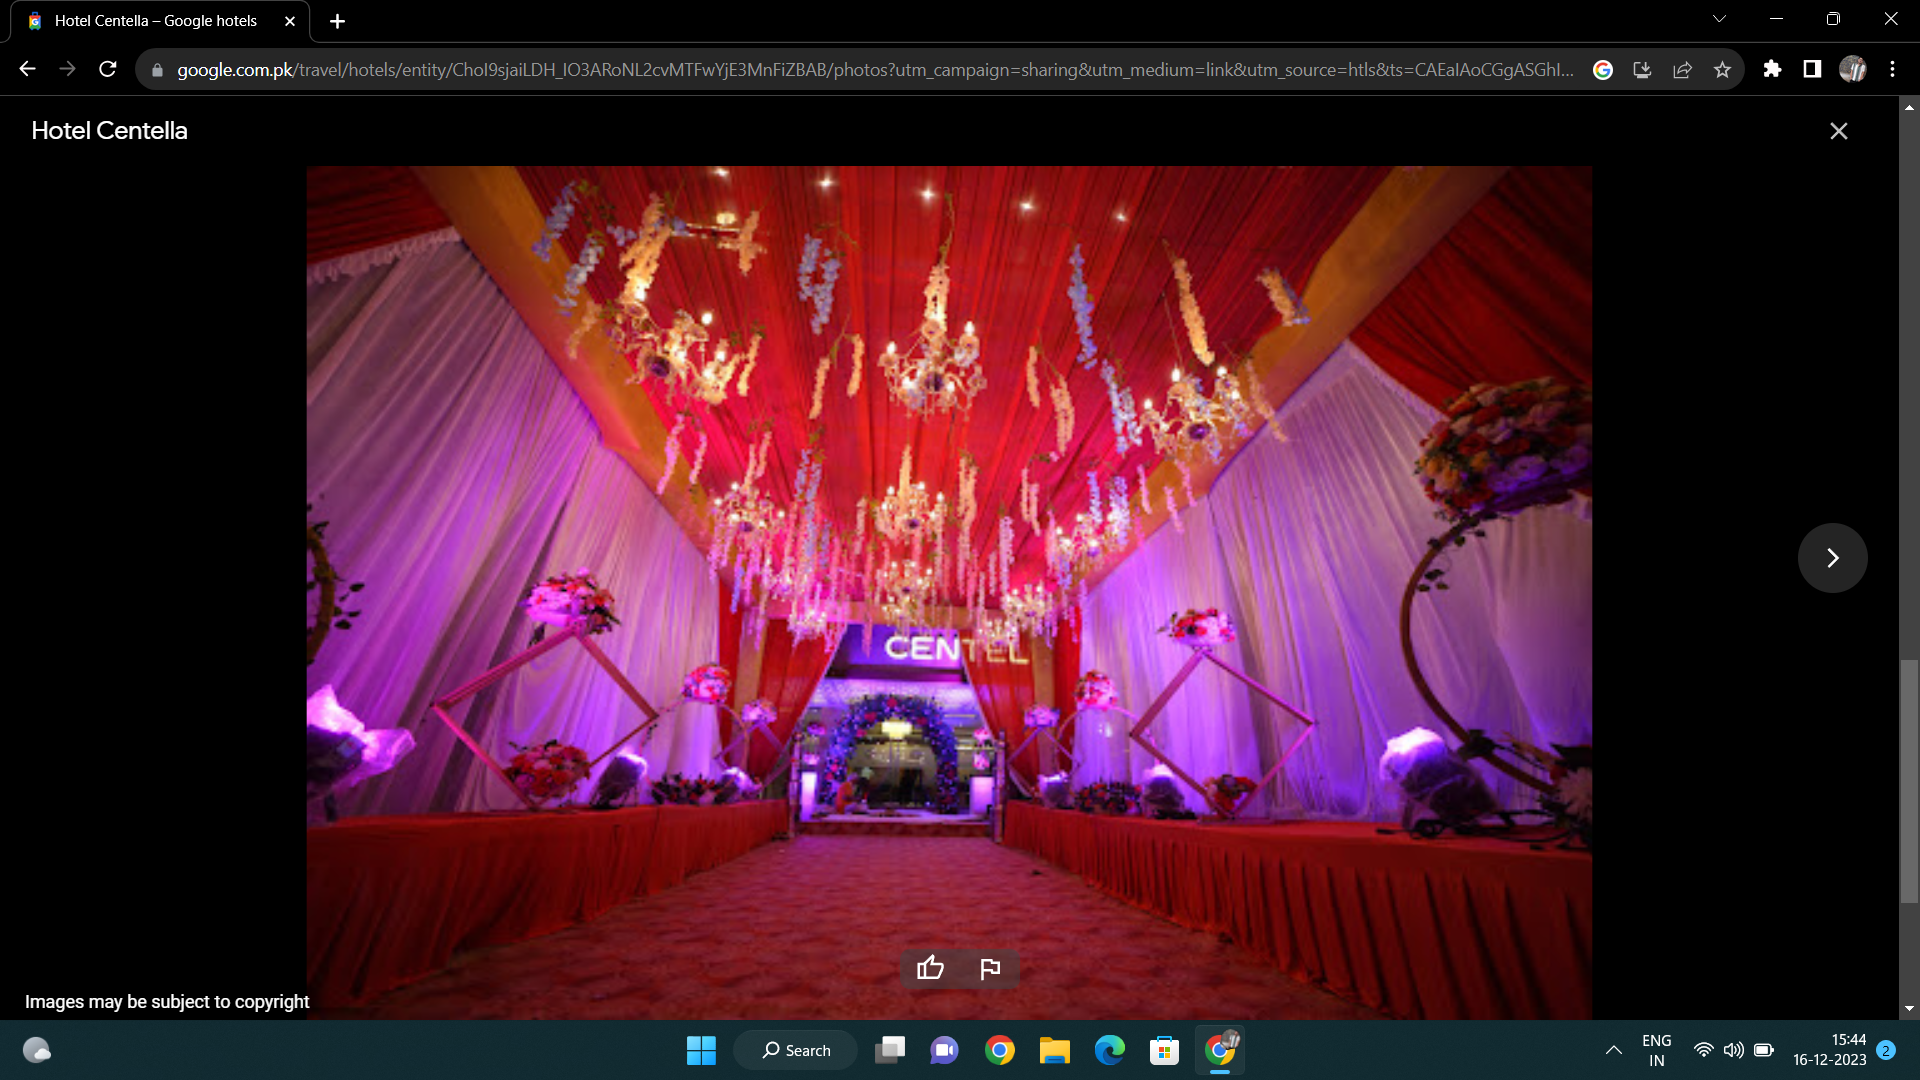 Hotel Centella – Google hotels
google.com.pk/travel/hotels/entity/ChoI9sjaiLDH_IO3ARoNL2cvMTFwYjE3MnFiZBAB/photos?utm_campaign=sharing&utm_medium=link&utm_source=htls&ts=CAEaIAoCGgASGhI...
Hotel Centella
CENTEL
Images may be subject to copyright
Search
ENG
IN
15:44
16-12-2023
2